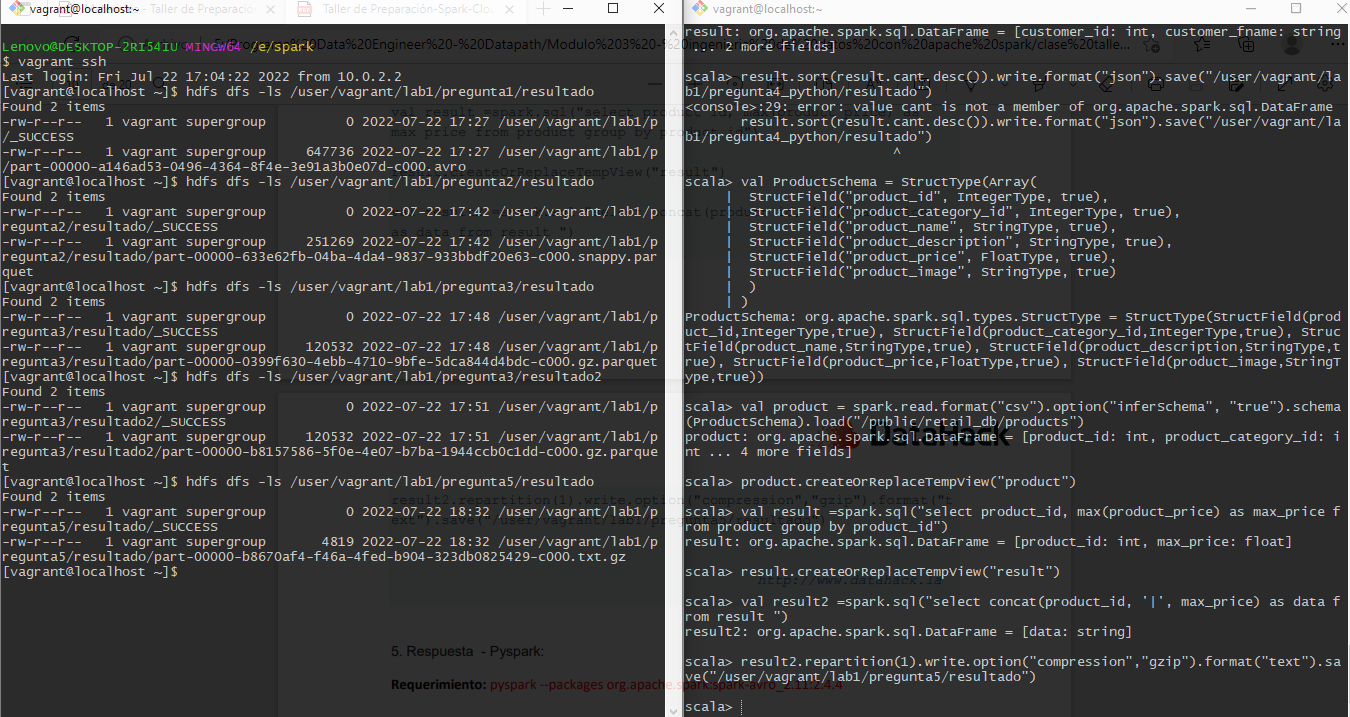 vagrant@localhost:~
Lenovo@DESKTOP-2RI54IU MINGW64 /e/spark
$ vagrant ssh
Last login: Fri Jul 22 17:04:22 2022 from 10.0.2.2
[vagrant@localhost ~]$ hdfs dfs -ls /user/vagrant/lab1/pregunta1/resultado
Found 2 items
-rw-r--r--   1 vagrant supergroup          0 2022-07-22 17:27 /user/vagrant/lab1/p
/_SUCCESS
-rw-r--r--   1 vagrant supergroup     647736 2022-07-22 17:27 /user/vagrant/lab1/p
/part-00000-a146ad53-0496-4364-8f4e-3e91a3b0e07d-c000.avro
[vagrant@localhost ~]$ hdfs dfs -ls /user/vagrant/lab1/pregunta2/resultado
Found 2 items
-rw-r--r--   1 vagrant supergroup          0 2022-07-22 17:42 /user/vagrant/lab1/p
regunta2/resultado/_SUCCESS
-rw-r--r--   1 vagrant supergroup     251269 2022-07-22 17:42 /user/vagrant/lab1/p
regunta2/resultado/part-00000-633e62fb-04ba-4da4-9837-933bbdf20e63-c000.snappy.par
quet
[vagrant@localhost ~]$ hdfs dfs -ls /user/vagrant/lab1/pregunta3/resultado
Found 2 items
-rw-r--r--   1 vagrant supergroup          0 2022-07-22 17:48 /user/vagrant/lab1/p
regunta3/resultado/_SUCCESS
-rw-r--r--   1 vagrant supergroup     120532 2022-07-22 17:48 /user/vagrant/lab1/p
regunta3/resultado/part-00000-0399f630-4ebb-4710-9bfe-5dca844d4bdc-c000.gz.parquet
[vagrant@localhost ~]$ hdfs dfs -ls /user/vagrant/lab1/pregunta3/resultado2
Found 2 items
-rw-r--r--   1 vagrant supergroup          0 2022-07-22 17:51 /user/vagrant/lab1/p
regunta3/resultado2/_SUCCESS
-rw-r--r--   1 vagrant supergroup     120532 2022-07-22 17:51 /user/vagrant/lab1/p
regunta3/resultado2/part-00000-b8157586-5f0e-4e07-b7ba-1944ccb0c1dd-c000.gz.parque
t
[vagrant@localhost ~]$ hdfs dfs -ls /user/vagrant/lab1/pregunta5/resultado
Found 2 items
-rw-r--r--   1 vagrant supergroup          0 2022-07-22 18:32 /user/vagrant/lab1/p
regunta5/resultado/_SUCCESS
-rw-r--r--   1 vagrant supergroup       4819 2022-07-22 18:32 /user/vagrant/lab1/p
regunta5/resultado/part-00000-b8670af4-f46a-4fed-b904-323db0825429-c000.txt.gz
[vagrant@localhost ~]$
5. Respuesta - Pyspark:
Requerimiento: pyspark --packages org.apache.spark:spark-avro_2.11:2.4.4
vagrant@localhost:~
result: org.apache.spark.sql.DataFrame = [customer_id: int, customer_fname: string
... 2 more fields]
scala> result.sort(result.cant.desc()).write.format("json").save("/user/vagrant/la
b1/pregunta4_python/resultado")
<console>:29: error: value cant is not a member of org.apache.spark.sql.DataFrame
       result.sort(result.cant.desc()).write.format("json").save("/user/vagrant/la
b1/pregunta4_python/resultado")
^
scala> val ProductSchema = StructType(Array(
     |  StructField("product_id", IntegerType, true),
     |  StructField("product_category_id", IntegerType, true),
     |  StructField("product_name", StringType, true),
     |  StructField("product_description", StringType, true),
     |  StructField("product_price", FloatType, true),
     |  StructField("product_image", StringType, true)
     |  )
     | )
ProductSchema: org.apache.spark.sql.types.StructType = StructType(StructField(prod
uct_id,IntegerType,true), StructField(product_category_id,IntegerType,true), Struc
tField(product_name,StringType,true), StructField(product_description,StringType,t
rue), StructField(product_price,FloatType,true), StructField(product_image,StringT
ype,true))
scala> val product = spark.read.format("csv").option("inferSchema", "true").schema
(ProductSchema).load("/public/retail_db/products")
product: org.apache.spark.sql.DataFrame = [product_id: int, product_category_id: i
nt ... 4 more fields]
DataHack
scala> product.createOrReplaceTempView("product")
scala> val result =spark.sql("select product_id, max(product_price) as max_price f
rom product group by product_id")
result: org.apache.spark.sql.DataFrame = [product_id: int, max_price: float]
scala> result.createOrReplaceTempView("result")
http://www.datahack.la
scala> val result2 =spark.sql("select concat(product_id, '|', max_price) as data f
rom result ")
result2: org.apache.spark.sql.DataFrame = [data: string]
scala> result2.repartition(1).write.option("compression","gzip").format("text").sa
ve("/user/vagrant/lab1/pregunta5/resultado")
scala>